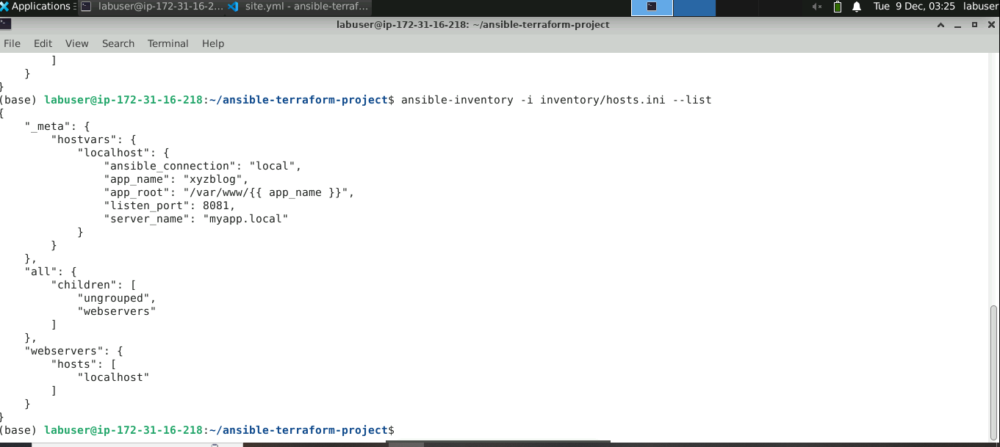 Applications
labuser@ip-172-31-16-2...
site.yml - ansible-terraf...
Tue 9 Dec, 03:25 labuser
labuser@ip-172-31-16-218: ~/ansible-terraform-project
File Edit View Search Terminal Help
        ]
    }
}
(base) labuser@ip-172-31-16-218:~/ansible-terraform-project$ ansible-inventory -i inventory/hosts.ini --list
{
    "_meta": {
        "hostvars": {
            "localhost": {
                "ansible_connection": "local",
                "app_name": "xyzblog",
                "app_root": "/var/www/{{ app_name }}",
                "listen_port": 8081,
                "server_name": "myapp.local"
            }
        }
    },
    "all": {
        "children": [
            "ungrouped",
            "webservers"
        ]
    },
    "webservers": {
        "hosts": [
            "localhost"
        ]
    }
}
(base) labuser@ip-172-31-16-218:~/ansible-terraform-project$